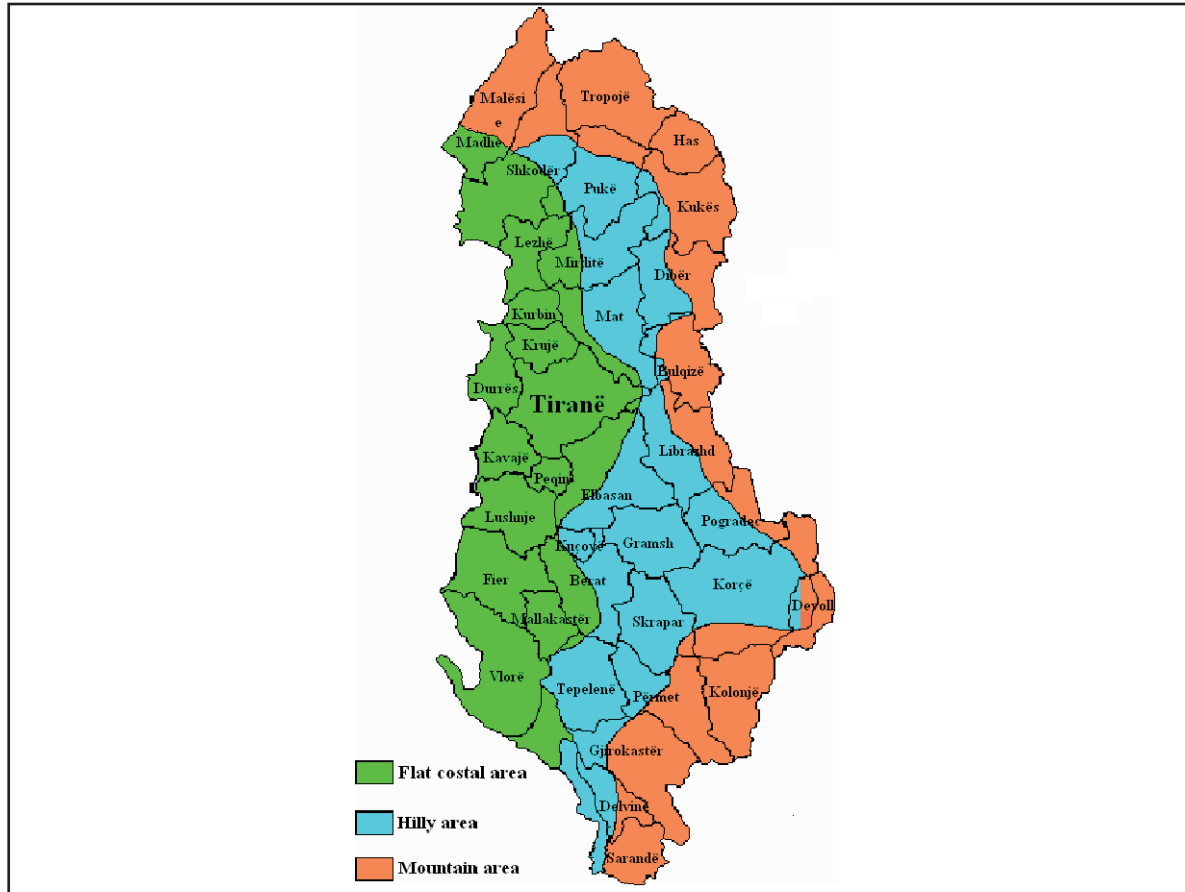 Malësi
e
Madhe
Tropojë
Has
Shkodër
Pukë
Kukës
Lezhë
Mirditë
Dibër
Kurbin
Mat
Krujë
Bulqizë
Durrës
Tiranë
Kavajë
Librazhd
Peqin
Elbasan
Lushnje
Pogradec
Kuçovë
Gramsh
Fier
Berat
Korçë
Devoll
Mallakastër
Skrapar
Vlorë
Tepelenë
Përmet
Kolonjë
Gjirokastër
Flat costal area
Delvinë
Hilly area
Sarandë
Mountain area